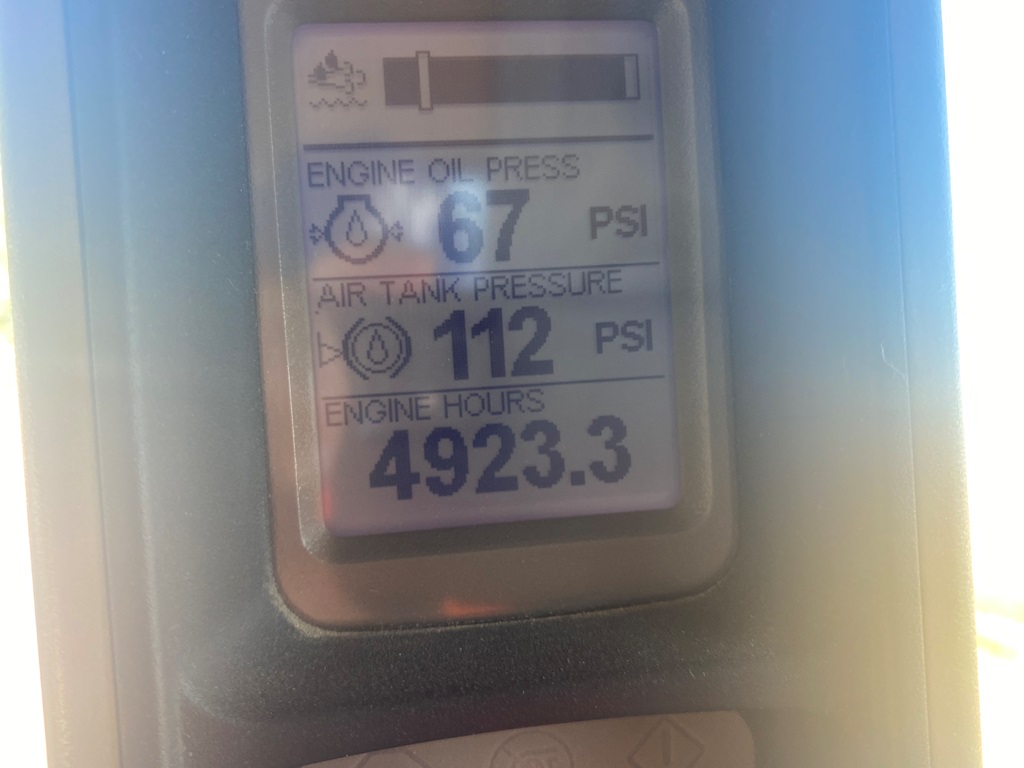 ENGINE OIL PRESS
67 PSI
AIR TANK PRESSURE
112 PSI
ENGINE HOURS
4923.3